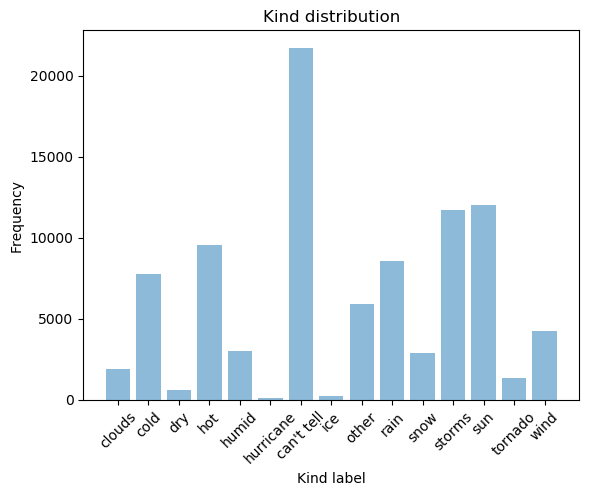 Kind distribution
Frequency
20000
15000
10000
5000
0
clouds
cold
dry
hot
humid
hurricane
can't tell
ice
other
rain
snow
storms
sun
tornado
wind
Kind label